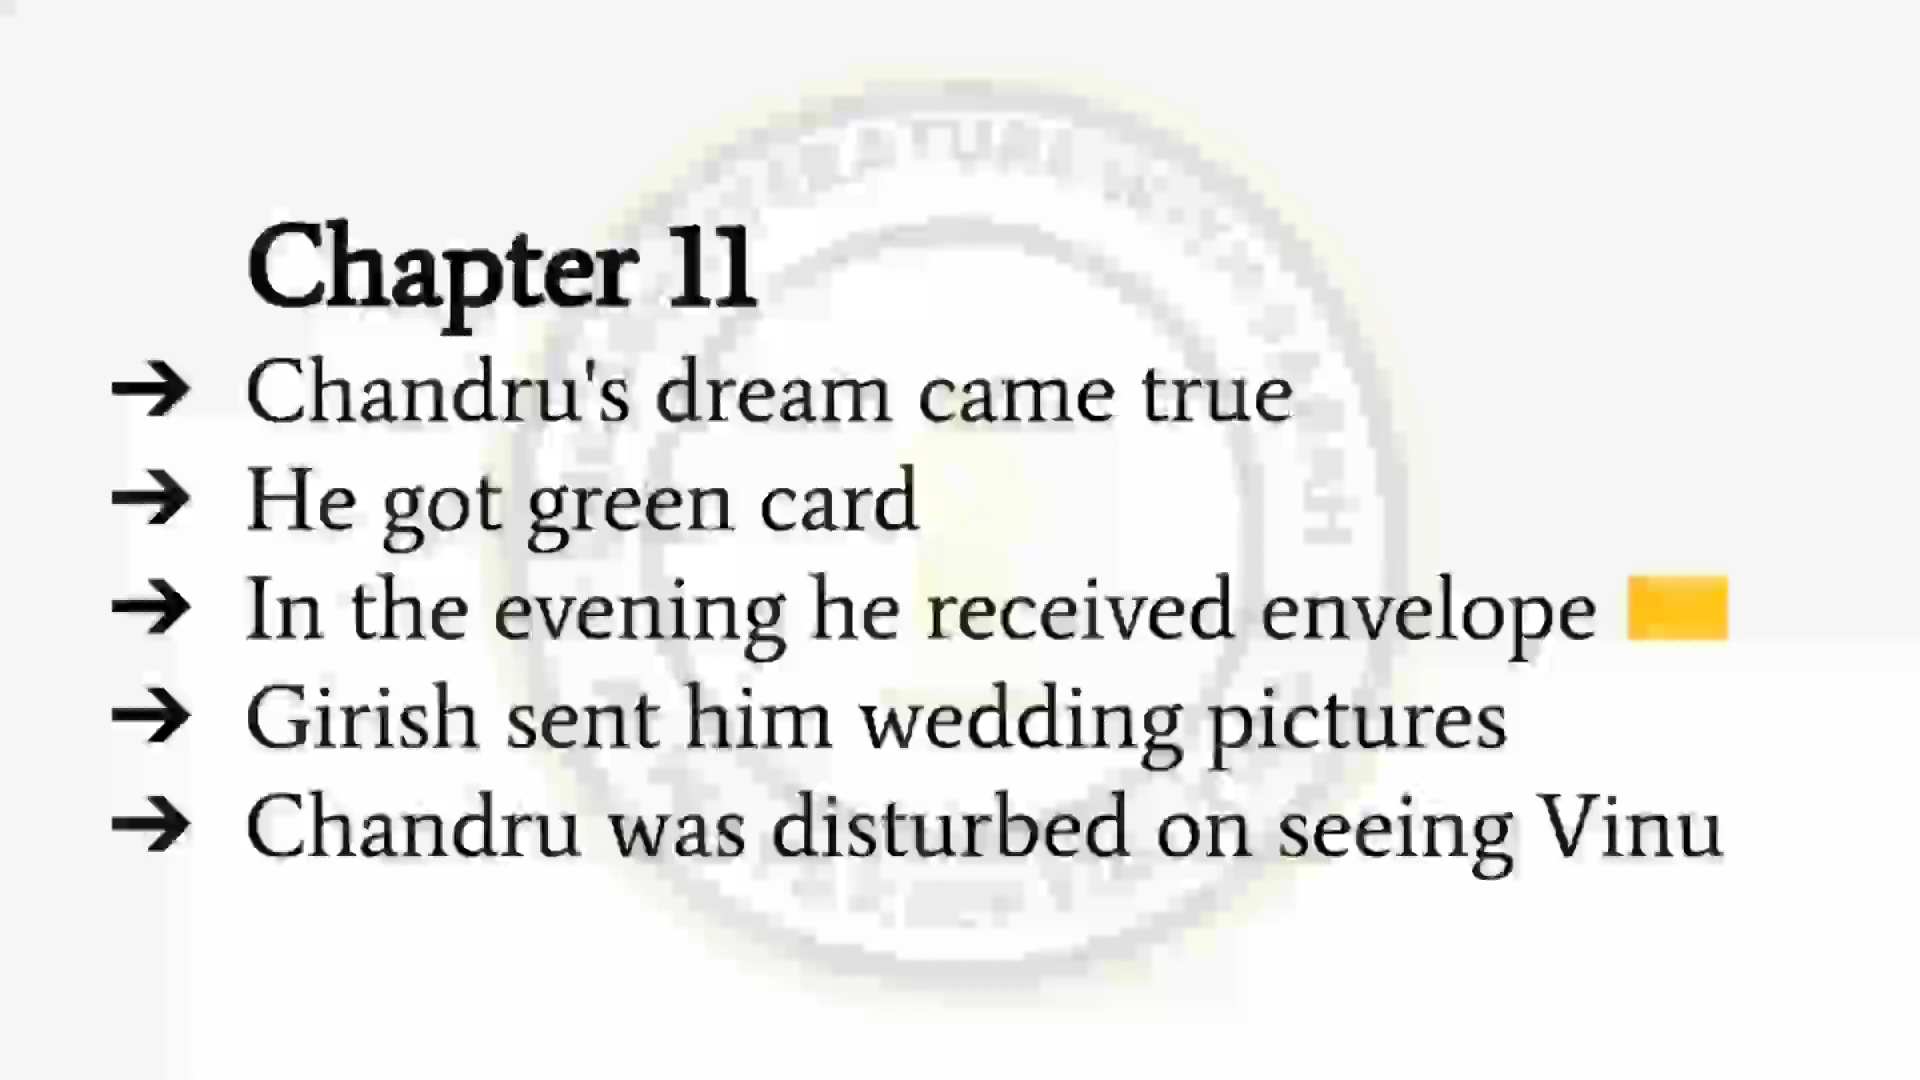 Chapter 11
→ Chandru's dream came true
→ He got green card
→ In the evening he received envelope
→ Girish sent him wedding pictures
→ Chandru was disturbed on seeing Vinu